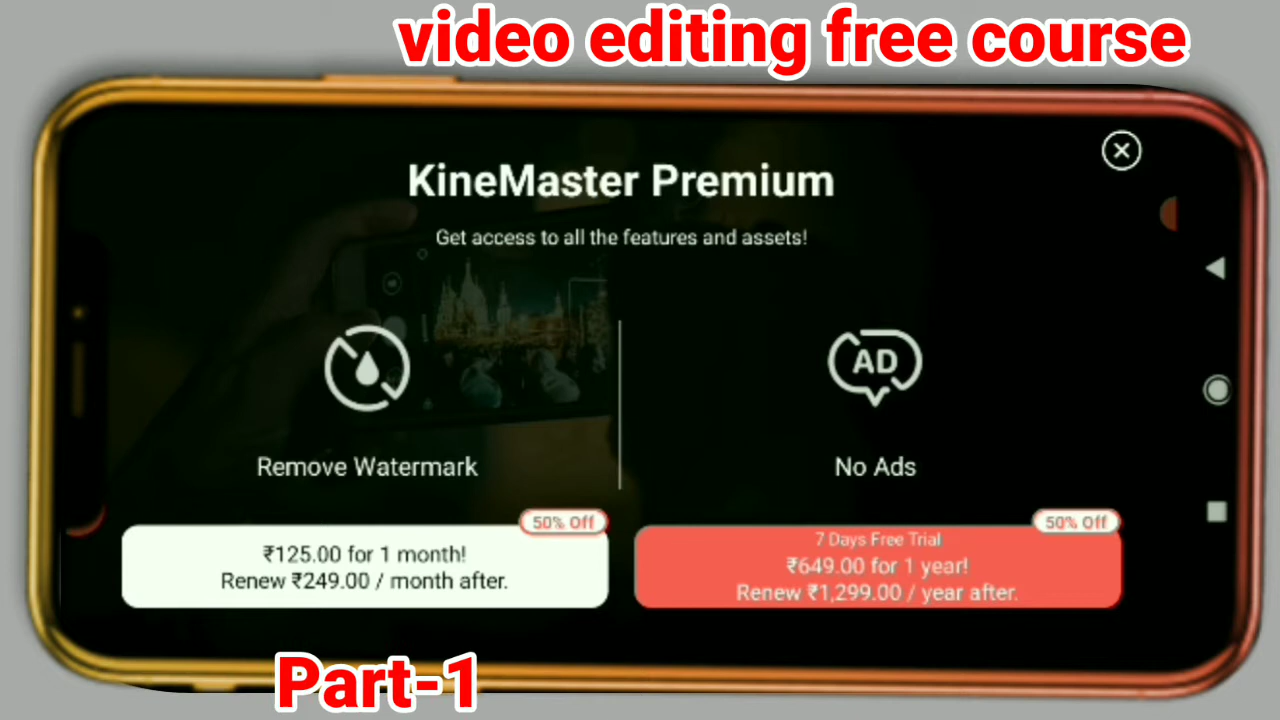 video editing free course
KineMaster Premium
Get access to all the features and assets!
AD
Remove Watermark
No Ads
50% Off
₹125.00 for 1 month!
Renew ₹249.00 / month after.
50% Off
7 Days Free Trial
₹649.00 for 1 year!
Renew ₹1,299.00 / year after.
Part-1